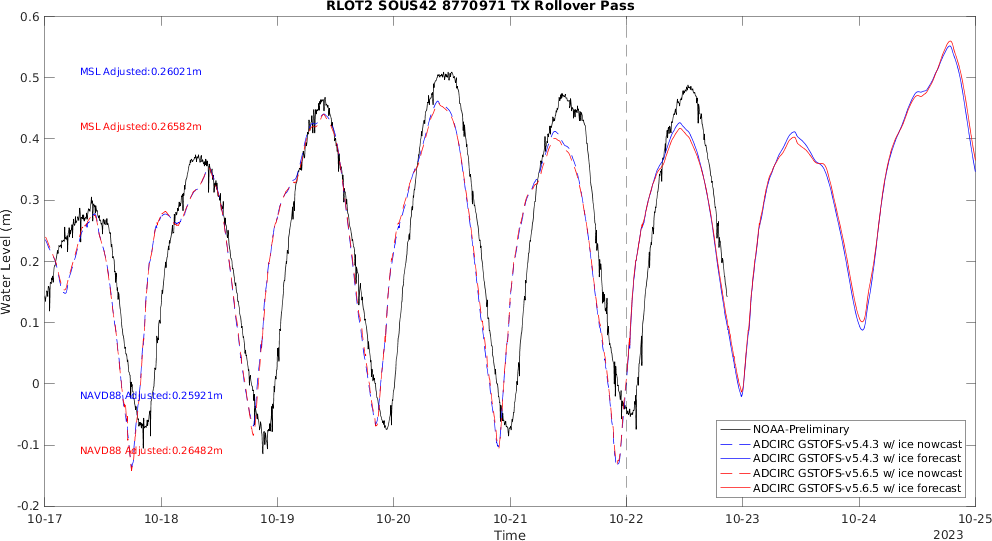 RLOT2 SOUS42 8770971 TX Rollover Pass
0.6
0.5
0.4
0.3
0.2
0.1
0
-0.1
-0.2
Water Level (m)
MSL Adjusted:0.26021m
MSL Adjusted:0.26582m
NAVD88 Adjusted:0.25921m
NAVD88 Adjusted:0.26482m
NOAA-Preliminary
ADCIRC GSTOFS-v5.4.3 w/ ice nowcast
ADCIRC GSTOFS-v5.4.3 w/ ice forecast
ADCIRC GSTOFS-v5.6.5 w/ ice nowcast
ADCIRC GSTOFS-v5.6.5 w/ ice forecast
10-17 10-18 10-19 10-20 10-21 10-22 10-23 10-24 10-25
Time
2023